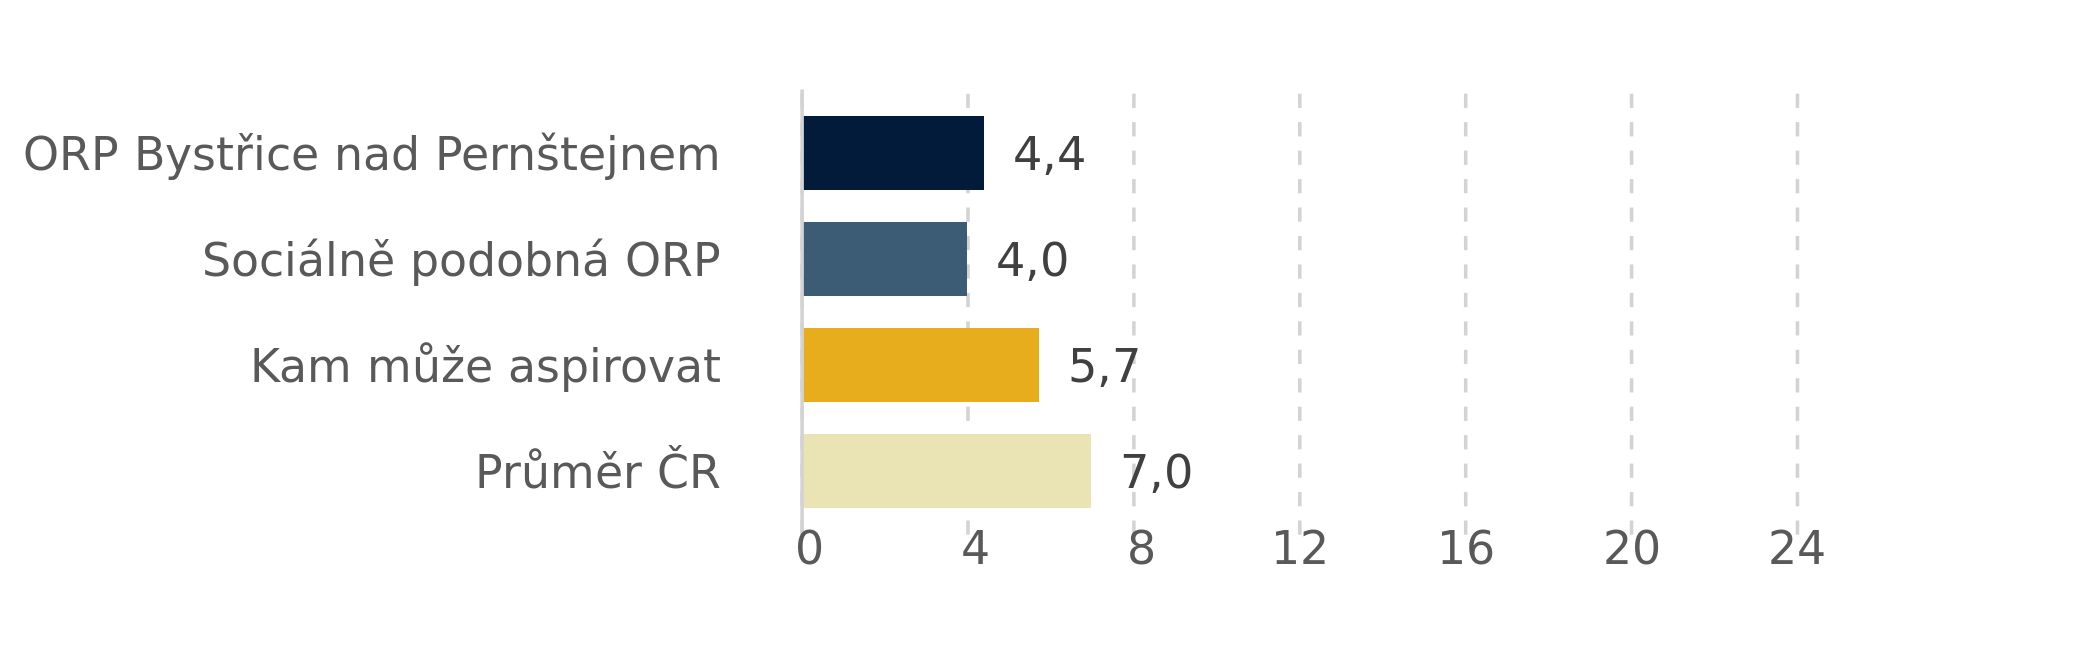 ORP Bystřice nad Pernštejnem 4,4
Sociálně podobná ORP 4,0
Kam může aspirovat 5,7
Průměr ČR 7,0
0 4 8 12 16 20 24